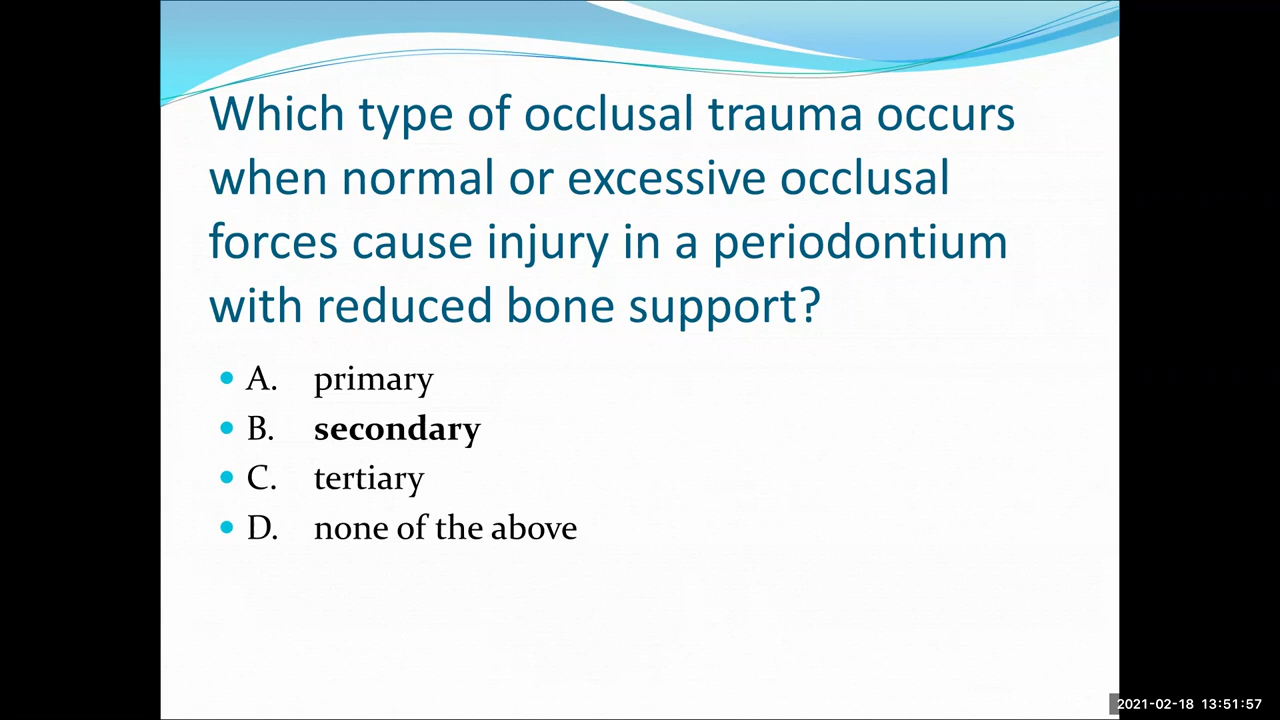 Which type of occlusal trauma occurs
when normal or excessive occlusal
forces cause injury in a periodontium
with reduced bone support?
• A. primary
• B. secondary
• C. tertiary
• D. none of the above
2021-02-18 13:51:57